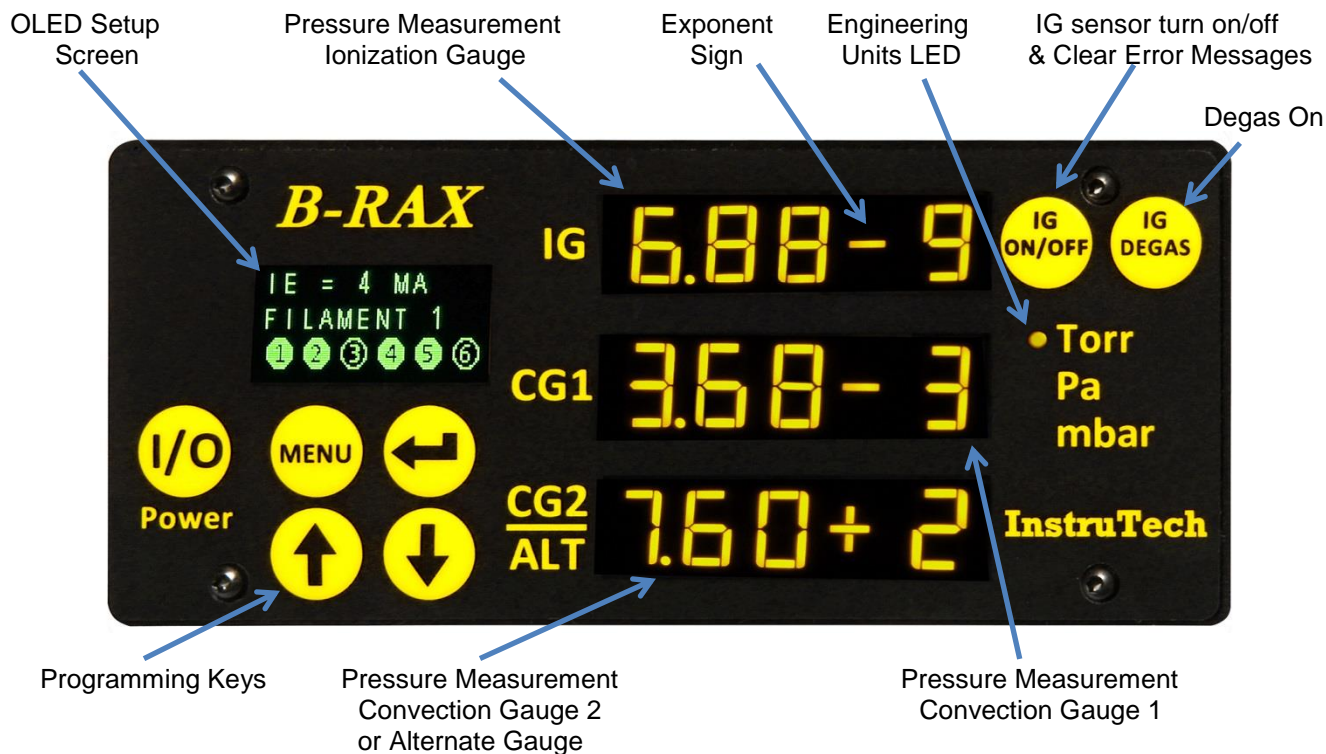 OLED Setup
Screen
Pressure Measurement
Ionization Gauge
Exponent
Sign
Engineering
Units LED
IG sensor turn on/off
& Clear Error Messages
Degas On
B-RAX
IE = 4 MA
FILAMENT 1
1 2 3 4 5 6
IG 6.88 - 9
IG ON/OFF
IG DEGAS
CG1 3.68 - 3
Torr
Pa
mbar
I/O
Power
MENU
CG2
ALT
7.60 + 2
InstruTech
Programming Keys
Pressure Measurement
Convection Gauge 2
or Alternate Gauge
Pressure Measurement
Convection Gauge 1